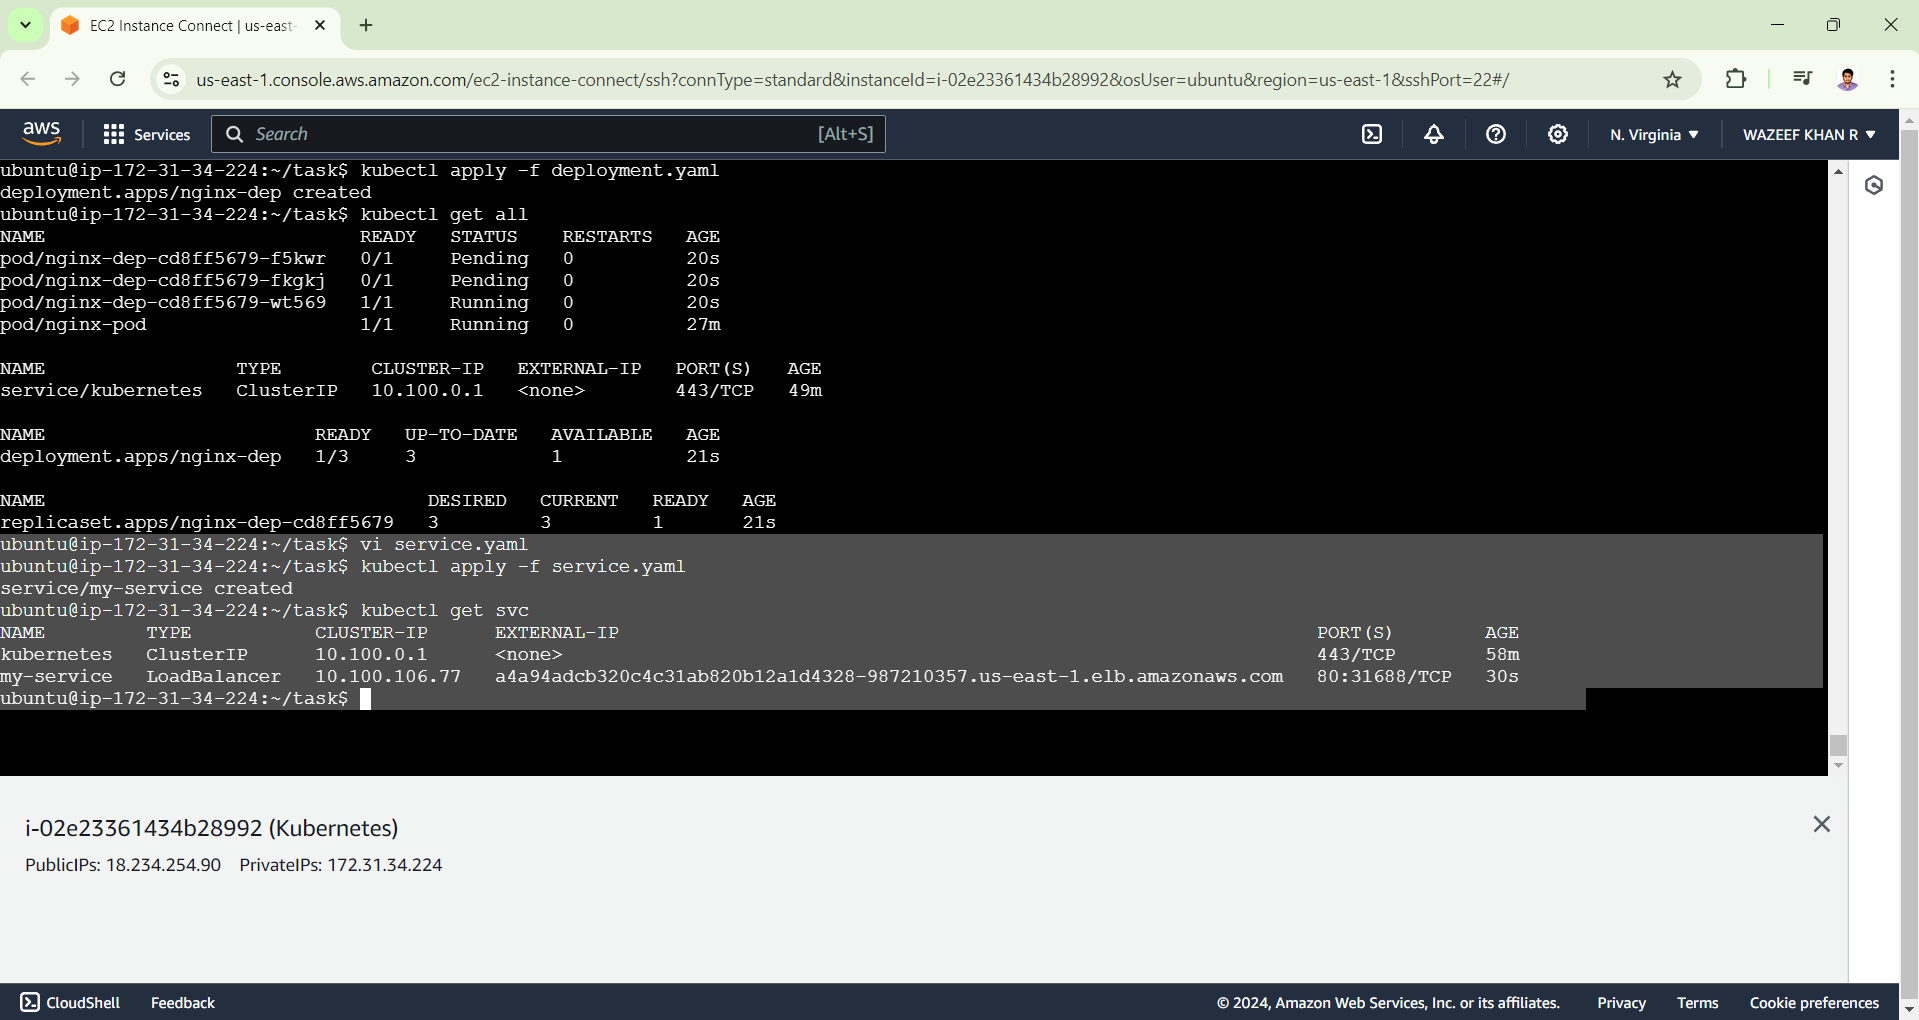 EC2 Instance Connect | us-east-
us-east-1.console.aws.amazon.com/ec2-instance-connect/ssh?connType=standard&instanceId=i-02e23361434b28992&osUser=ubuntu&region=us-east-1&sshPort=22#/
aws Services Search [Alt+S] N. Virginia WAZEEF KHAN R
ubuntu@ip-172-31-34-224:~/task$ kubectl apply -f deployment.yaml
deployment.apps/nginx-dep created
ubuntu@ip-172-31-34-224:~/task$ kubectl get all
NAME READY STATUS RESTARTS AGE
pod/nginx-dep-cd8ff5679-f5kwr 0/1 Pending 0 20s
pod/nginx-dep-cd8ff5679-fkgkj 0/1 Pending 0 20s
pod/nginx-dep-cd8ff5679-wt569 1/1 Running 0 20s
pod/nginx-pod 1/1 Running 0 27m
NAME TYPE CLUSTER-IP EXTERNAL-IP PORT(S) AGE
service/kubernetes ClusterIP 10.100.0.1 <none> 443/TCP 49m
NAME READY UP-TO-DATE AVAILABLE AGE
deployment.apps/nginx-dep 1/3 3 1 21s
NAME DESIRED CURRENT READY AGE
replicaset.apps/nginx-dep-cd8ff5679 3 3 1 21s
ubuntu@ip-172-31-34-224:~/task$ vi service.yaml
ubuntu@ip-172-31-34-224:~/task$ kubectl apply -f service.yaml
service/my-service created
ubuntu@ip-172-31-34-224:~/task$ kubectl get svc
NAME TYPE CLUSTER-IP EXTERNAL-IP PORT(S) AGE
kubernetes ClusterIP 10.100.0.1 <none> 443/TCP 58m
my-service LoadBalancer 10.100.106.77 a4a94adcb320c4c31ab820b12a1d4328-987210357.us-east-1.elb.amazonaws.com 80:31688/TCP 30s
ubuntu@ip-172-31-34-224:~/task$
i-02e23361434b28992 (Kubernetes)
PublicIPs: 18.234.254.90 PrivateIPs: 172.31.34.224
CloudShell Feedback © 2024, Amazon Web Services, Inc. or its affiliates. Privacy Terms Cookie preferences